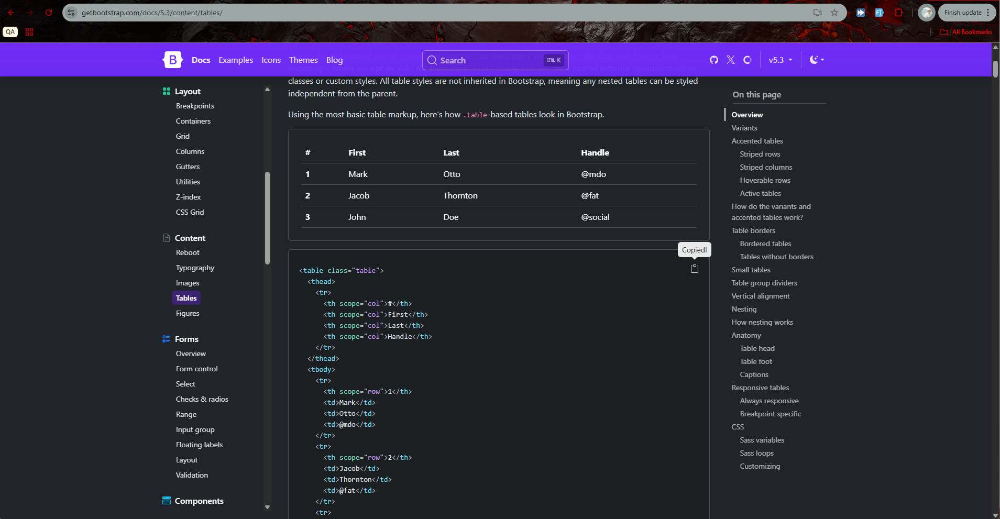 getbootstrap.com/docs/5.3/content/tables/
Finish update
QA
All Bookmarks
B
Docs
Examples
Icons
Themes
Blog
Search
CTRL K
v5.3
Bootstrap's tables are opt-in. Add the base class
extend with our optional modifier
classes or custom styles. All table styles are not inherited in Bootstrap, meaning any nested tables can be styled
independent from the parent.
Using the most basic table markup, here's how .table-based tables look in Bootstrap.
Layout
Breakpoints
Containers
Grid
Columns
Gutters
Utilities
Z-index
CSS Grid
Content
Reboot
Typography
Images
Tables
Figures
Forms
Overview
Form control
Select
Checks & radios
Range
Input group
Floating labels
Layout
Validation
Components
# First Last Handle
1 Mark Otto @mdo
2 Jacob Thornton @fat
3 John Doe @social
Copied!
<table class="table">
<thead>
<tr>
<th scope="col">#</th>
<th scope="col">First</th>
<th scope="col">Last</th>
<th scope="col">Handle</th>
</tr>
</thead>
<tbody>
<tr>
<th scope="row">1</th>
<td>Mark</td>
<td>Otto</td>
<td>@mdo</td>
</tr>
<tr>
<th scope="row">2</th>
<td>Jacob</td>
<td>Thornton</td>
<td>@fat</td>
</tr>
<tr>
On this page
Overview
Variants
Accented tables
Striped rows
Striped columns
Hoverable rows
Active tables
How do the variants and
accented tables work?
Table borders
Bordered tables
Tables without borders
Small tables
Table group dividers
Vertical alignment
Nesting
How nesting works
Anatomy
Table head
Table foot
Captions
Responsive tables
Always responsive
Breakpoint specific
CSS
Sass variables
Sass loops
Customizing